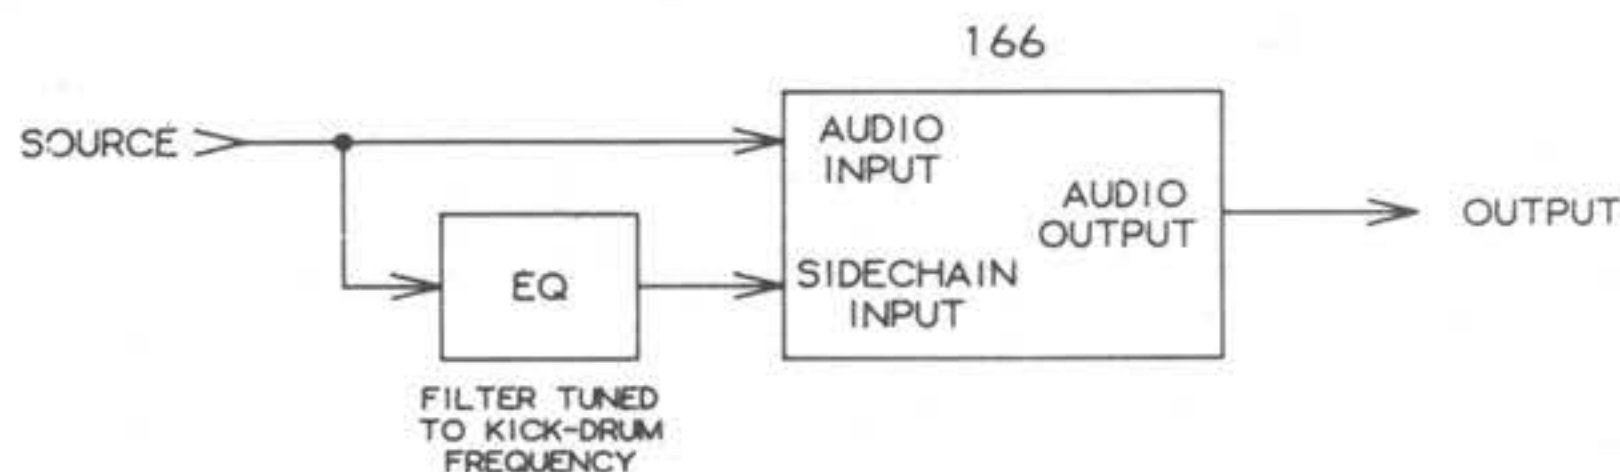 166
SOURCE
AUDIO
INPUT
AUDIO
OUTPUT
OUTPUT
EQ
SIDECHAIN
INPUT
FILTER TUNED
TO KICK-DRUM
FREQUENCY